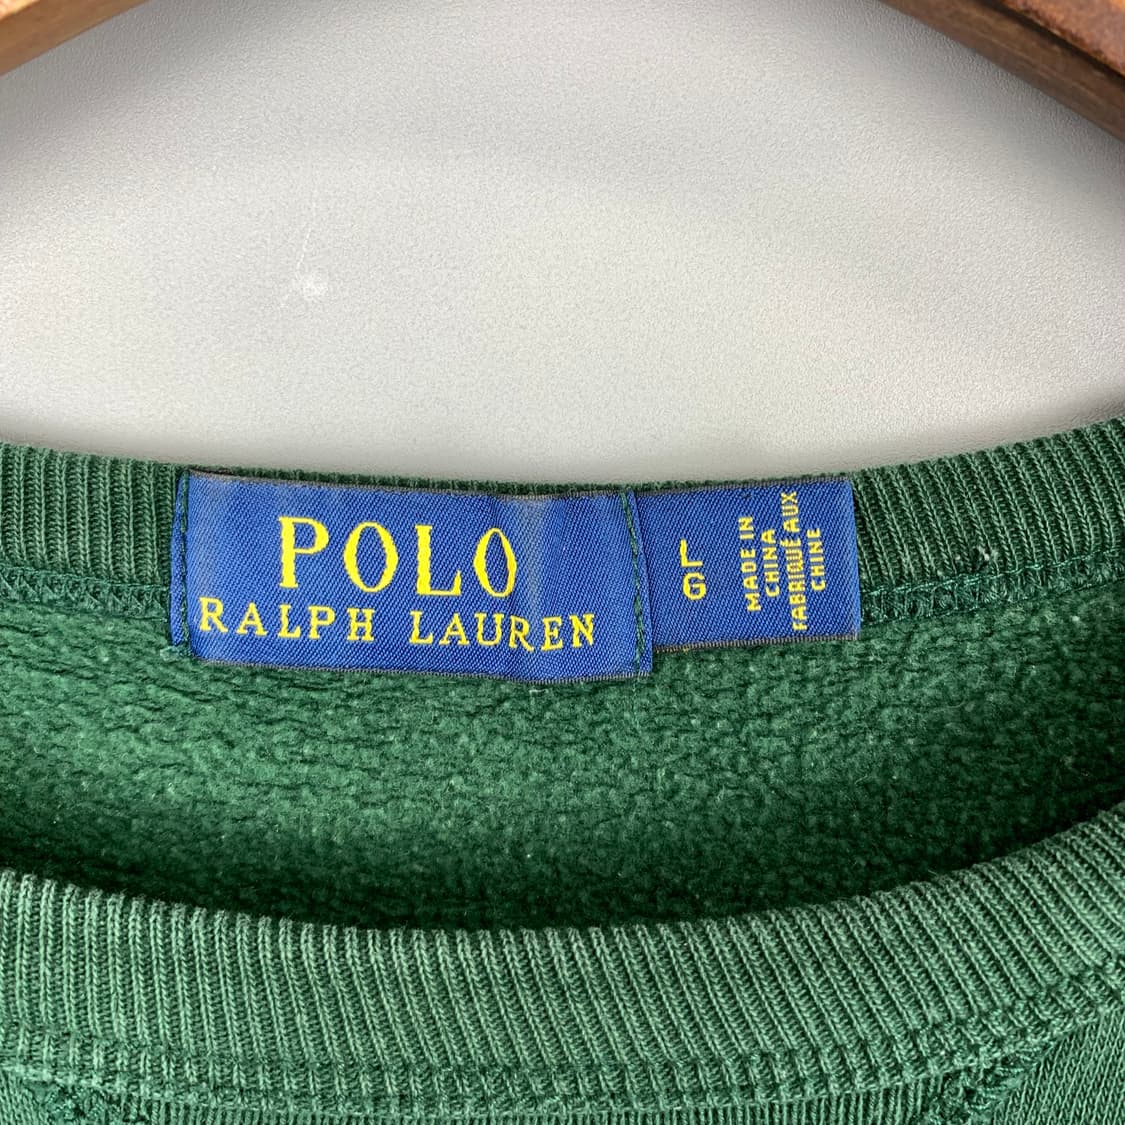 POLO
RALPH LAUREN
L
G
MADE IN
CHINA
FABRIQUÉ AUX
CHINE